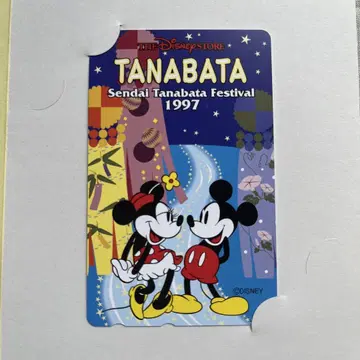 THE DISNEY STORE
TANABATA
Sendai Tanabata Festival
1997
©DISNEY